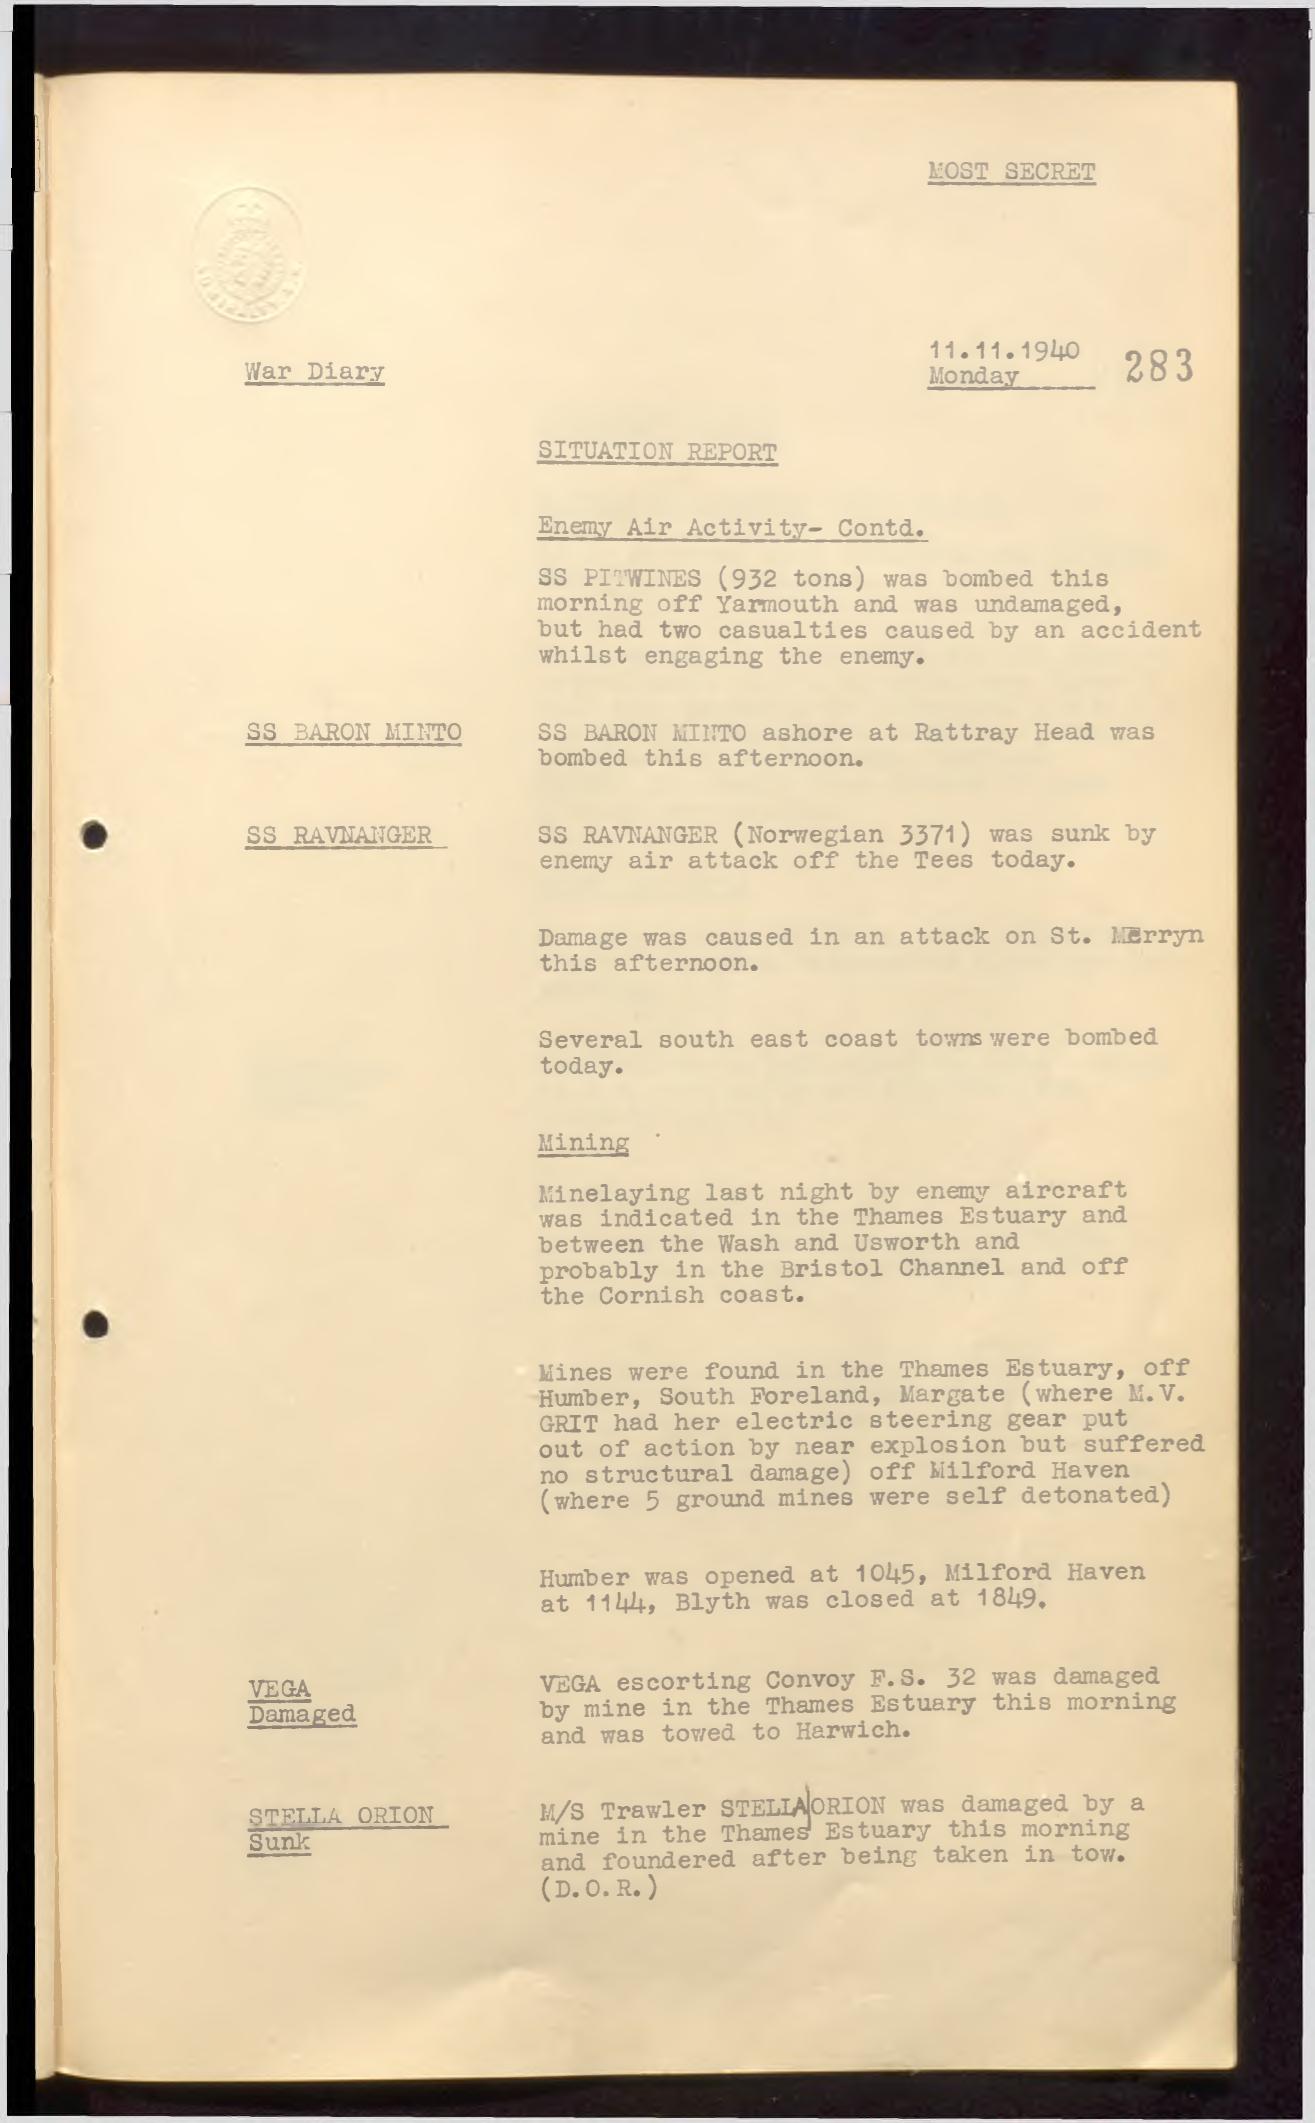 MOST SECRET
War Diary
11.11.1940
Monday
283
SITUATION REPORT
Enemy Air Activity- Contd.
SS PITWINES (932 tons) was bombed this
morning off Yarmouth and was undamaged,
but had two casualties caused by an accident
whilst engaging the enemy.
SS BARON MINTO
SS BARON MINTO ashore at Rattray Head was
bombed this afternoon.
SS RAVNANGER
SS RAVNANGER (Norwegian 3371) was sunk by
enemy air attack off the Tees today.
Damage was caused in an attack on St. Merryn
this afternoon.
Several south east coast towns were bombed
today.
Mining
Minelaying last night by enemy aircraft
was indicated in the Thames Estuary and
between the Wash and Usworth and
probably in the Bristol Channel and off
the Cornish coast.
Mines were found in the Thames Estuary, off
Humber, South Foreland, Margate (where M.V.
GRIT had her electric steering gear put
out of action by near explosion but suffered
no structural damage) off Milford Haven
(where 5 ground mines were self detonated)
Humber was opened at 1045, Milford Haven
at 1144, Blyth was closed at 1849.
VEGA
Damaged
VEGA escorting Convoy F.S. 32 was damaged
by mine in the Thames Estuary this morning
and was towed to Harwich.
STELLA ORION
Sunk
M/S Trawler STELLA|ORION was damaged by a
mine in the Thames Estuary this morning
and foundered after being taken in tow.
(D.O.R.)